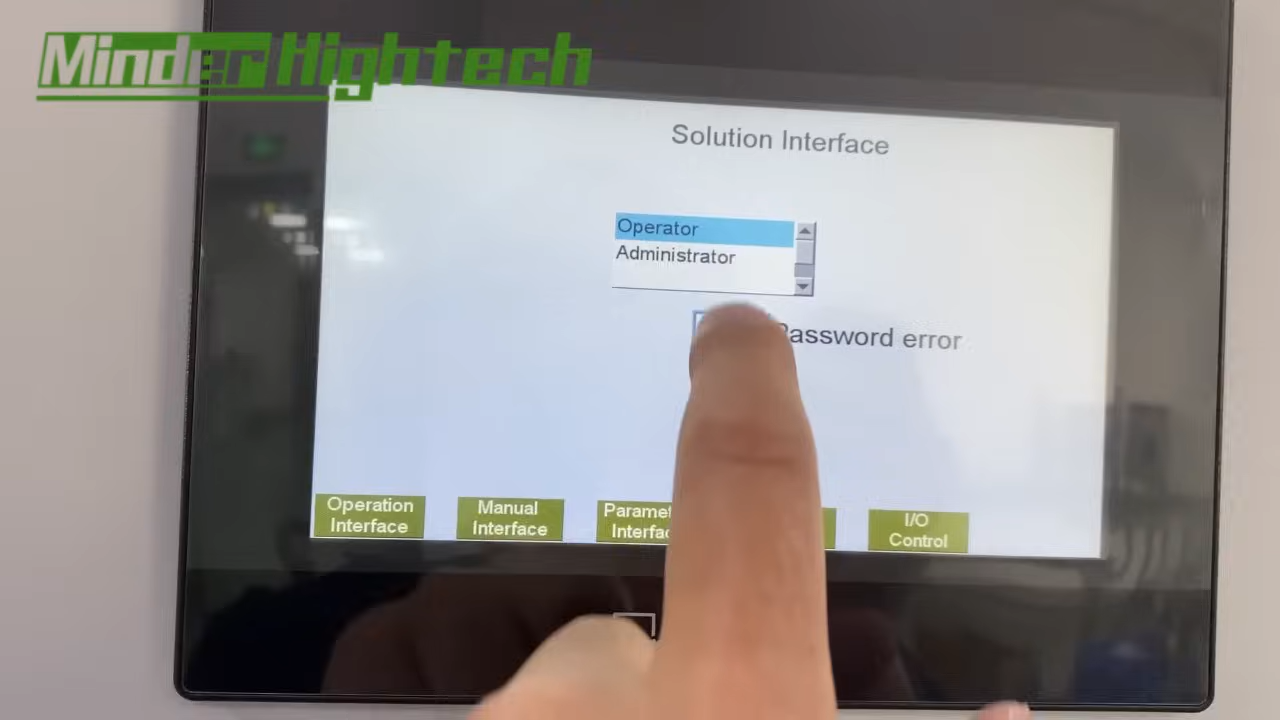 Minder Hightech
Solution Interface
Operator
Administrator
Password error
Operation
Interface
Manual
Interface
I/O
Control